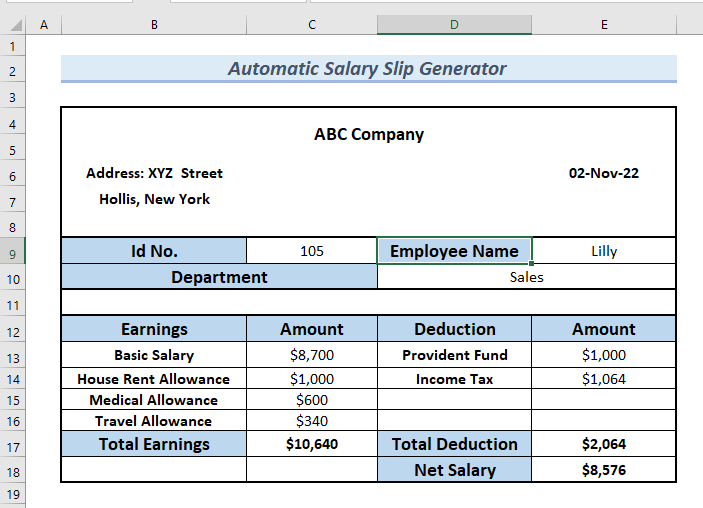 A B C D E
1
2 Automatic Salary Slip Generator
3
4
ABC Company
5
6 Address: XYZ Street 02-Nov-22
7 Hollis, New York
8
9 Id No. 105 Employee Name Lilly
10 Department Sales
11
12 Earnings Amount Deduction Amount
13 Basic Salary $8,700 Provident Fund $1,000
14 House Rent Allowance $1,000 Income Tax $1,064
15 Medical Allowance $600
16 Travel Allowance $340
17 Total Earnings $10,640 Total Deduction $2,064
18 Net Salary $8,576
19